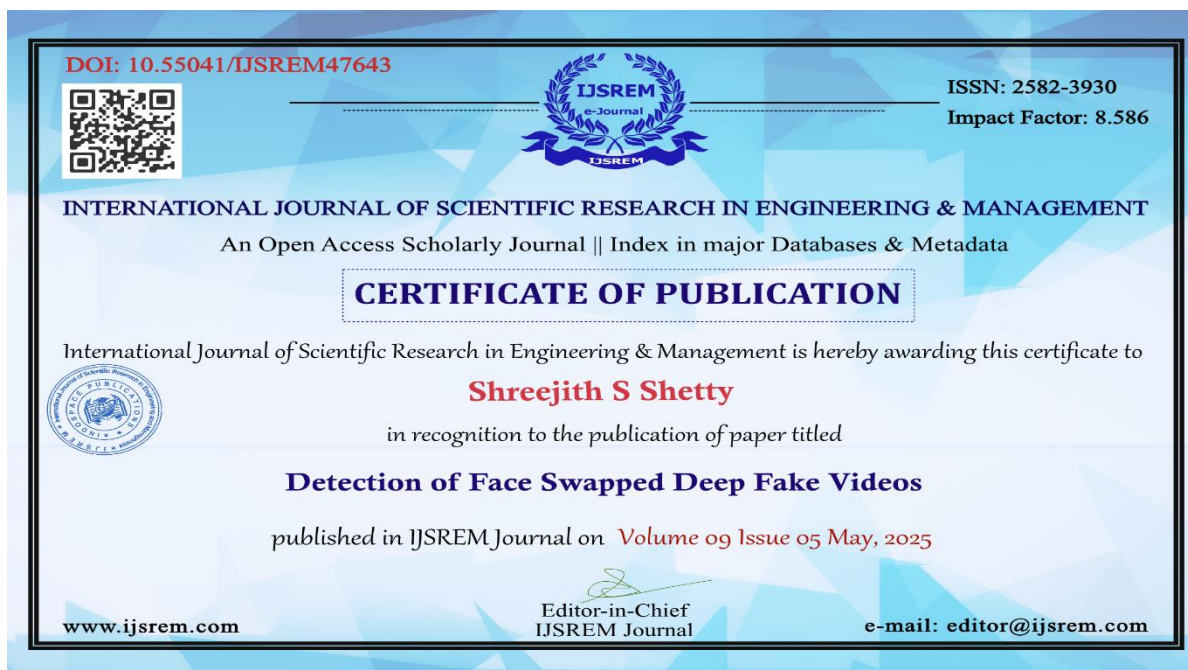 DOI: 10.55041/IJSREM47643
IJSREM
e-Journal
IJSREM
ISSN: 2582-3930
Impact Factor: 8.586
INTERNATIONAL JOURNAL OF SCIENTIFIC RESEARCH IN ENGINEERING & MANAGEMENT
An Open Access Scholarly Journal || Index in major Databases & Metadata
CERTIFICATE OF PUBLICATION
International Journal of Scientific Research in Engineering & Management is hereby awarding this certificate to
Shreejith S Shetty
in recognition to the publication of paper titled
Detection of Face Swapped Deep Fake Videos
published in IJSREM Journal on Volume 09 Issue 05 May, 2025
Editor-in-Chief
IJSREM Journal
www.ijsrem.com
e-mail: editor@ijsrem.com